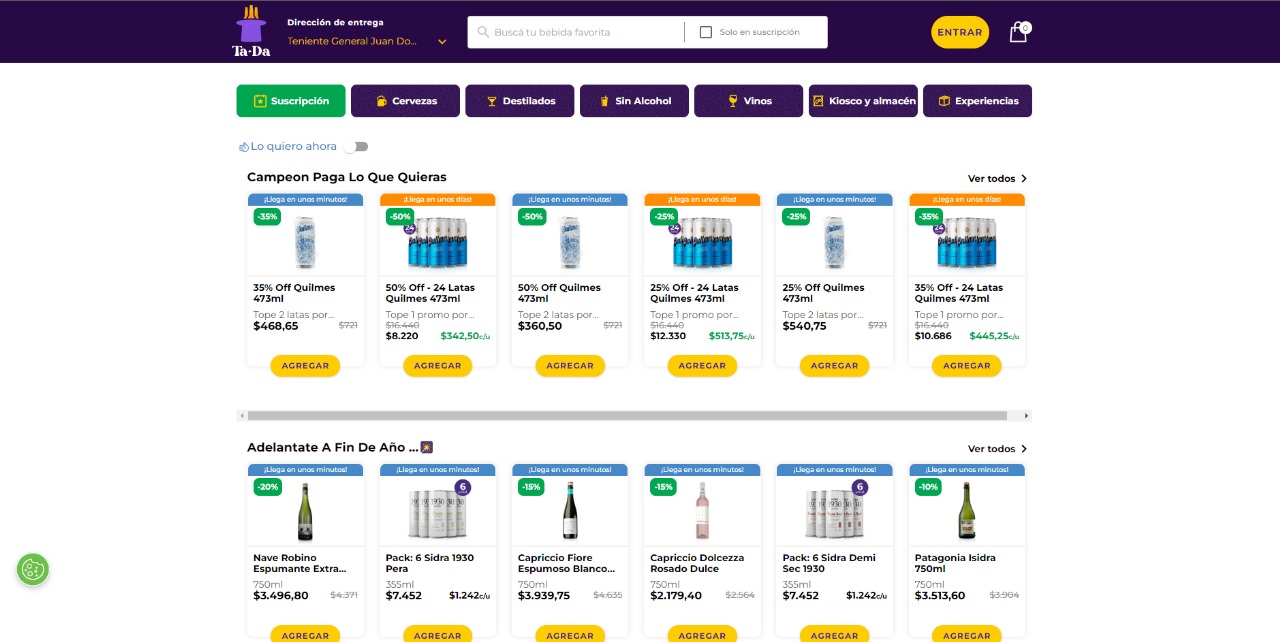 Ta·Da
Dirección de entrega
Teniente General Juan Do...
Buscá tu bebida favorita
Solo en suscripción
ENTRAR
0
Suscripción
Cervezas
Destilados
Sin Alcohol
Vinos
Kiosco y almacén
Experiencias
Lo quiero ahora
Campeon Paga Lo Que Quieras
Ver todos
¡Llega en unos minutos!
-35%
35% Off Quilmes
473ml
Tope 2 latas por...
$468,65 $721
AGREGAR
¡Llega en unos días!
-50%
24
50% Off - 24 Latas
Quilmes 473ml
Tope 1 promo por...
$16.440
$8.220 $342,50c/u
AGREGAR
¡Llega en unos minutos!
-50%
50% Off Quilmes
473ml
Tope 2 latas por...
$360,50 $721
AGREGAR
¡Llega en unos días!
-25%
24
25% Off - 24 Latas
Quilmes 473ml
Tope 1 promo por...
$16.440
$12.330 $513,75c/u
AGREGAR
¡Llega en unos minutos!
-25%
25% Off Quilmes
473ml
Tope 2 latas por...
$540,75 $721
AGREGAR
¡Llega en unos días!
-35%
24
35% Off - 24 Latas
Quilmes 473ml
Tope 1 promo por...
$16.440
$10.686 $445,25c/u
AGREGAR
Adelantate A Fin De Año ...
Ver todos
¡Llega en unos minutos!
-20%
Nave Robino
Espumante Extra...
750ml
$3.496,80 $4.371
AGREGAR
¡Llega en unos minutos!
6
1930
Pack: 6 Sidra 1930
Pera
355ml
$7.452 $1.242c/u
AGREGAR
¡Llega en unos minutos!
-15%
Capriccio Fiore
Espumoso Blanco...
750ml
$3.939,75 $4.635
AGREGAR
¡Llega en unos minutos!
-15%
Capriccio Dolcezza
Rosado Dulce
750ml
$2.179,40 $2.564
AGREGAR
¡Llega en unos minutos!
6
1930
Pack: 6 Sidra Demi
Sec 1930
355ml
$7.452 $1.242c/u
AGREGAR
¡Llega en unos minutos!
-10%
Patagonia Isidra
750ml
750ml
$3.513,60 $3.904
AGREGAR